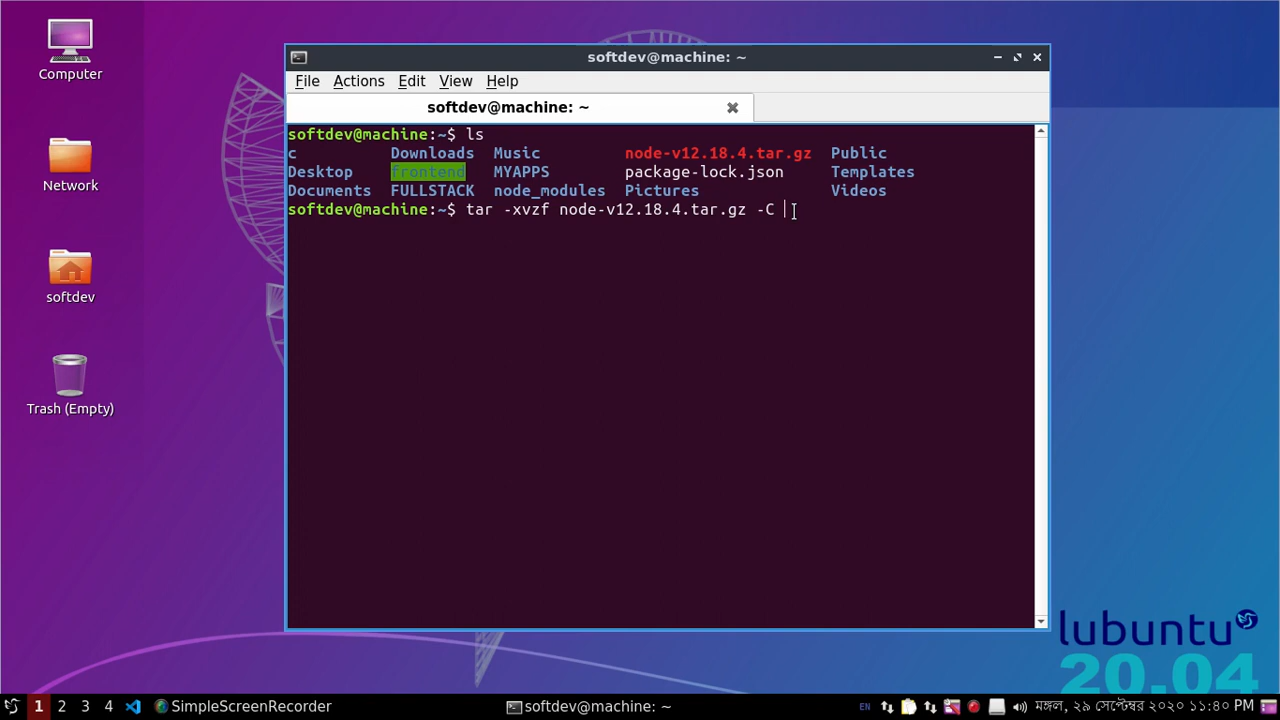 Computer
Network
softdev
Trash (Empty)
softdev@machine: ~
File Actions Edit View Help
softdev@machine: ~
softdev@machine:~$ ls
c Downloads Music node-v12.18.4.tar.gz Public
Desktop frontend MYAPPS package-lock.json Templates
Documents FULLSTACK node_modules Pictures Videos
softdev@machine:~$ tar -xvzf node-v12.18.4.tar.gz -C
lubuntu
20.04
1 2 3 4 SimpleScreenRecorder softdev@machine: ~ EN মঙ্গল, ২৯ সেপ্টেম্বর ২০২০ ১১:৪০ PM